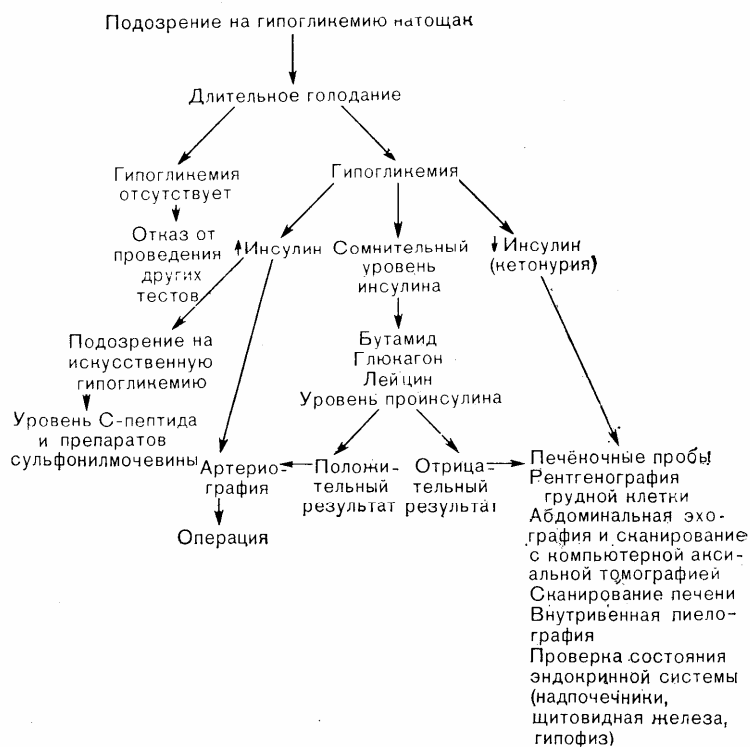 Подозрение на гипогликемию натощак
Длительное голодание
Гипогликемия
отсутствует
Гипогликемия
Отказ от
проведения
других
тестов
Инсулин
Сомнительный
уровень
инсулина
Инсулин
(кетонурия)
Подозрение на
искусственную
гипогликемию
Бутамид
Глюкагон
Лейцин
Уровень проинсулина
Уровень С-пептида
и препаратов
сульфонилмочевины
Артерио-
графия
Положи-
тельный
результат
Отрица-
тельный
результат
Операция
Печёночные пробы
Рентгенография
грудной клетки
Абдоминальная эхо-
графия и сканирование
с компьютерной акси-
альной томографией
Сканирование печени
Внутривенная пиело-
графия
Проверка состояния
эндокринной системы
(надпочечники,
щитовидная железа,
гипофиз)